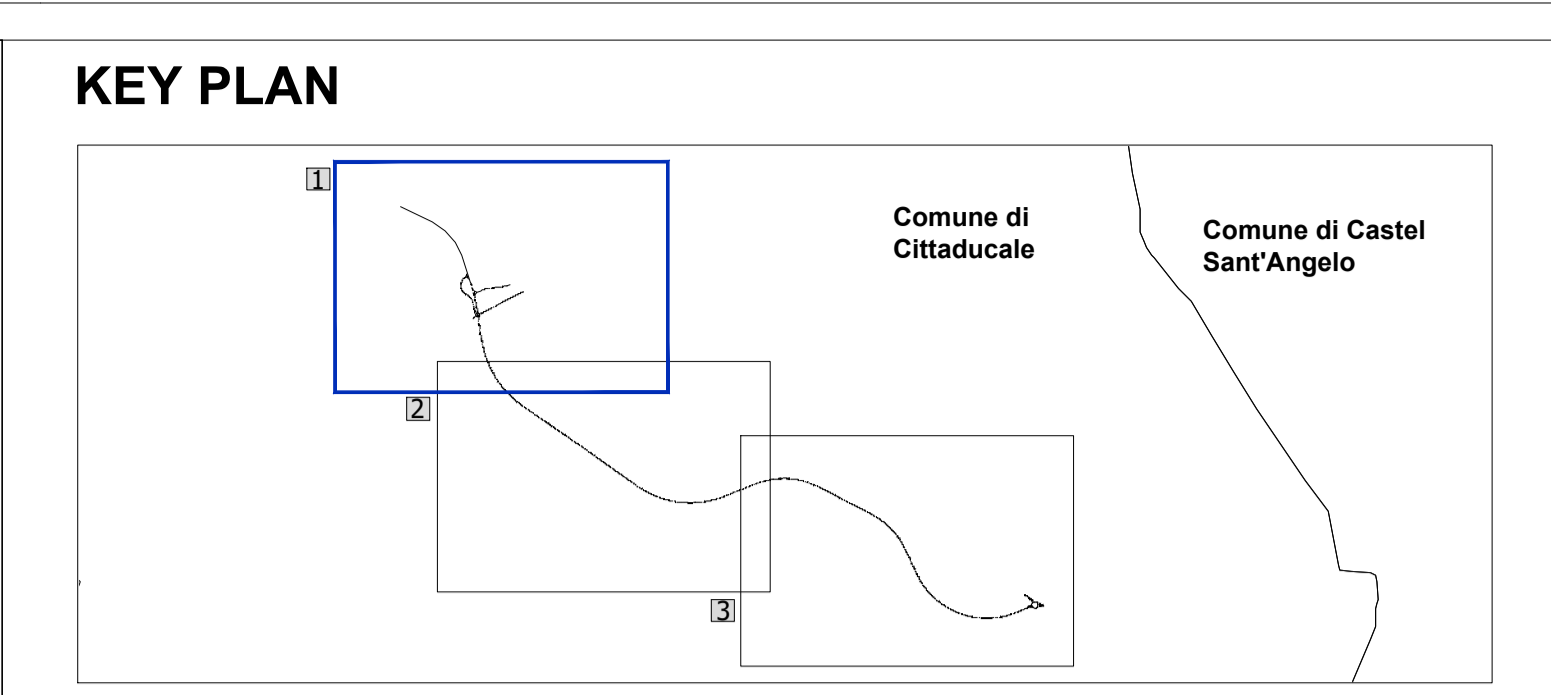 KEY PLAN
1
Comune di
Cittaducale
Comune di Castel
Sant'Angelo
2
3